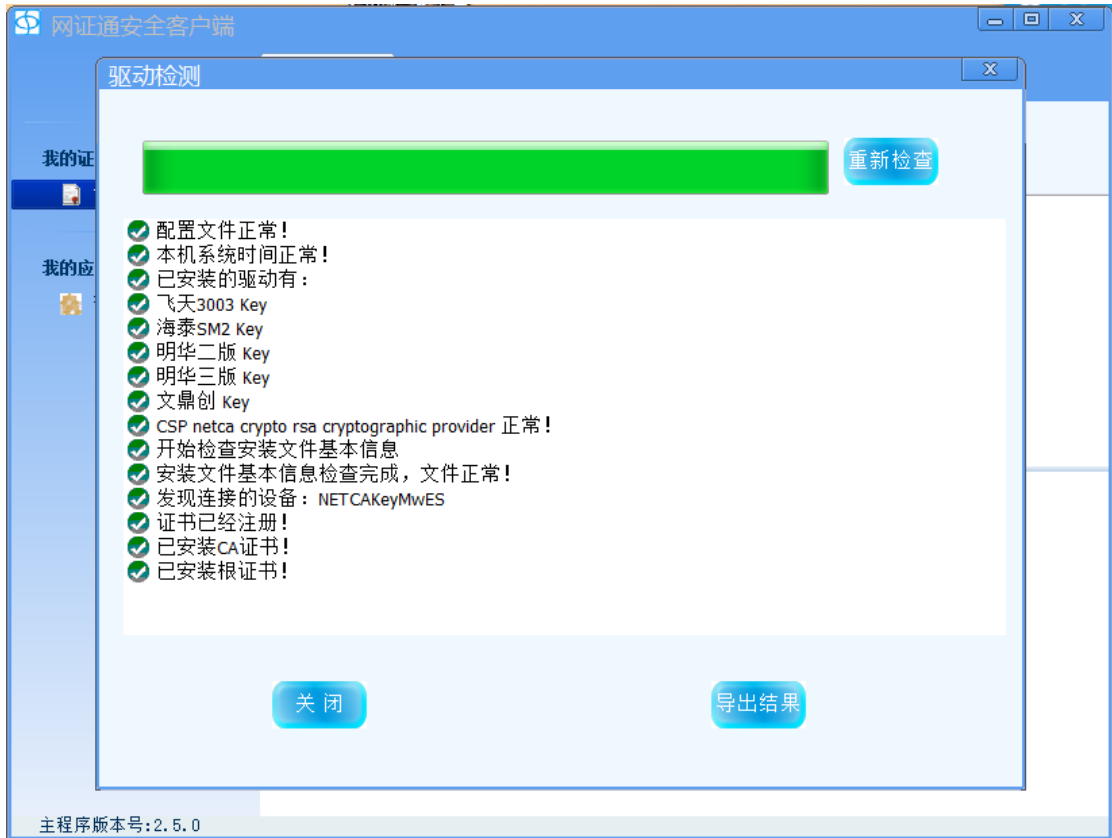 网证通安全客户端
驱动检测
我的证
重新检查
配置文件正常!
本机系统时间正常!
我的应
已安装的驱动有:
飞天3003 Key
海泰SM2 Key
明华二版 Key
明华三版 Key
文鼎创 Key
CSP netca crypto rsa cryptographic provider 正常!
开始检查安装文件基本信息
安装文件基本信息检查完成,文件正常!
发现连接的设备: NETCAKeyMwES
证书已经注册!
已安装CA证书!
已安装根证书!
关 闭
导出结果
主程序版本号:2.5.0